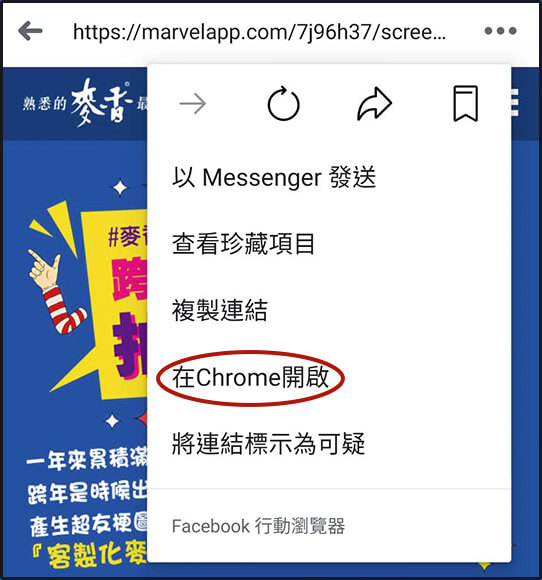 https://marvelapp.com/7j96h37/scree...
熟悉的 麥香 最
以 Messenger 發送
查看珍藏項目
複製連結
在Chrome開啟
將連結標示為可疑
Facebook 行動瀏覽器
#麥香
跨
抽
一年來累積滿
跨年是時候出
產生超友梗圖
『客製化麥